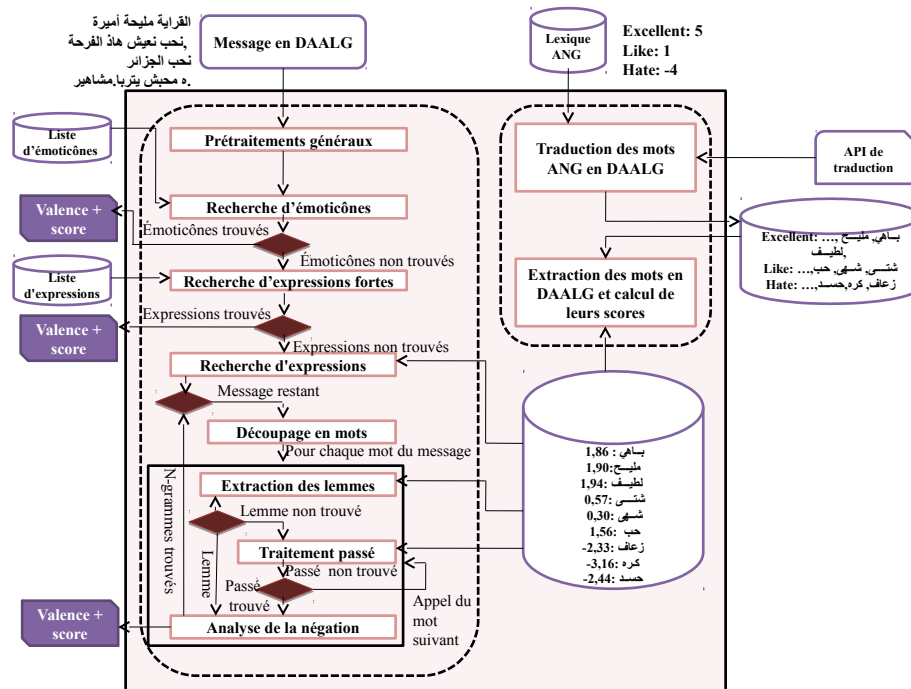 القراية مليحة أميرة
نحب نعيش هاذ الفرحة,
نحب الجزائر
ه محبش يتربا.مشاهير.
Message en DAALG
Lexique
ANG
Excellent: 5
Like: 1
Hate: -4
Liste
d'émoticônes
Prétraitements généraux
Traduction des mots
ANG en DAALG
API de
traduction
Valence +
score
Recherche d'émoticônes
Émoticônes trouvés
Émoticônes non trouvés
Excellent: …, باهي, مليح
لطيف,
Like: …,شتى, شهى, حب
Hate: …,زعاف, كره,حسد
Liste
d'expressions
Recherche d'expressions fortes
Extraction des mots en
DAALG et calcul de
leurs scores
Valence +
score
Expressions trouvés
Expressions non trouvés
Recherche d'expressions
Message restant
Découpage en mots
Pour chaque mot du message
N-grammes trouvés
Extraction des lemmes
Lemme non trouvé
Lemme
Traitement passé
Passé non trouvé
Passé
trouvé
Appel du
mot
suivant
Valence +
score
Analyse de la négation
باهي : 1,86
مليح:1,90
لطيف : 1,94
شتى : 0,57
شهى : 0,30
حب : 1,56
زعاف : 2,33-
كره : 3,16-
حسد : 2,44-